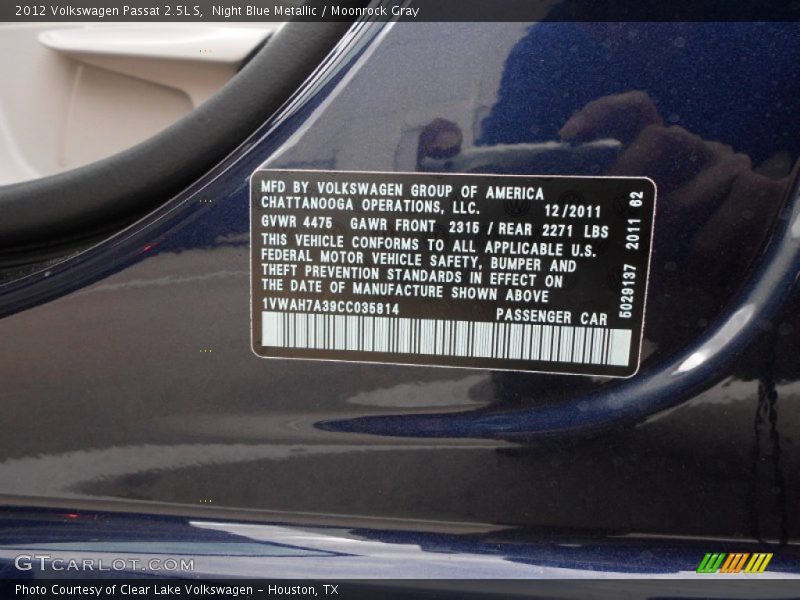 2012 Volkswagen Passat 2.5L S,  Night Blue Metallic / Moonrock Gray
MFD BY VOLKSWAGEN GROUP OF AMERICA
CHATTANOOGA OPERATIONS, LLC. 12/2011
GVWR 4475 GAWR FRONT 2315 / REAR 2271 LBS
THIS VEHICLE CONFORMS TO ALL APPLICABLE U.S.
FEDERAL MOTOR VEHICLE SAFETY, BUMPER AND
THEFT PREVENTION STANDARDS IN EFFECT ON
THE DATE OF MANUFACTURE SHOWN ABOVE
1VWAH7A39CC035814 PASSENGER CAR
5029137 2011 62
GTCARLOT.COM
Photo Courtesy of Clear Lake Volkswagen – Houston, TX